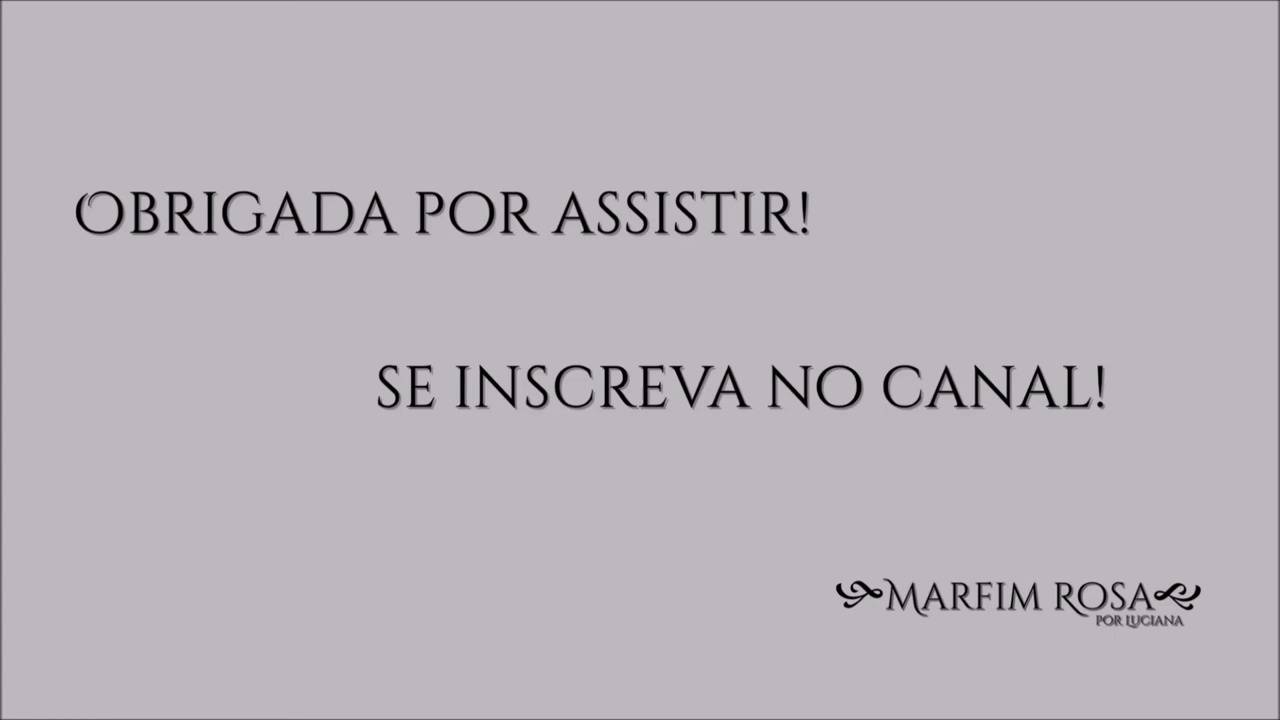 Obrigada por assistir!
se inscreva no canal!
Marfim Rosa
por Luciana